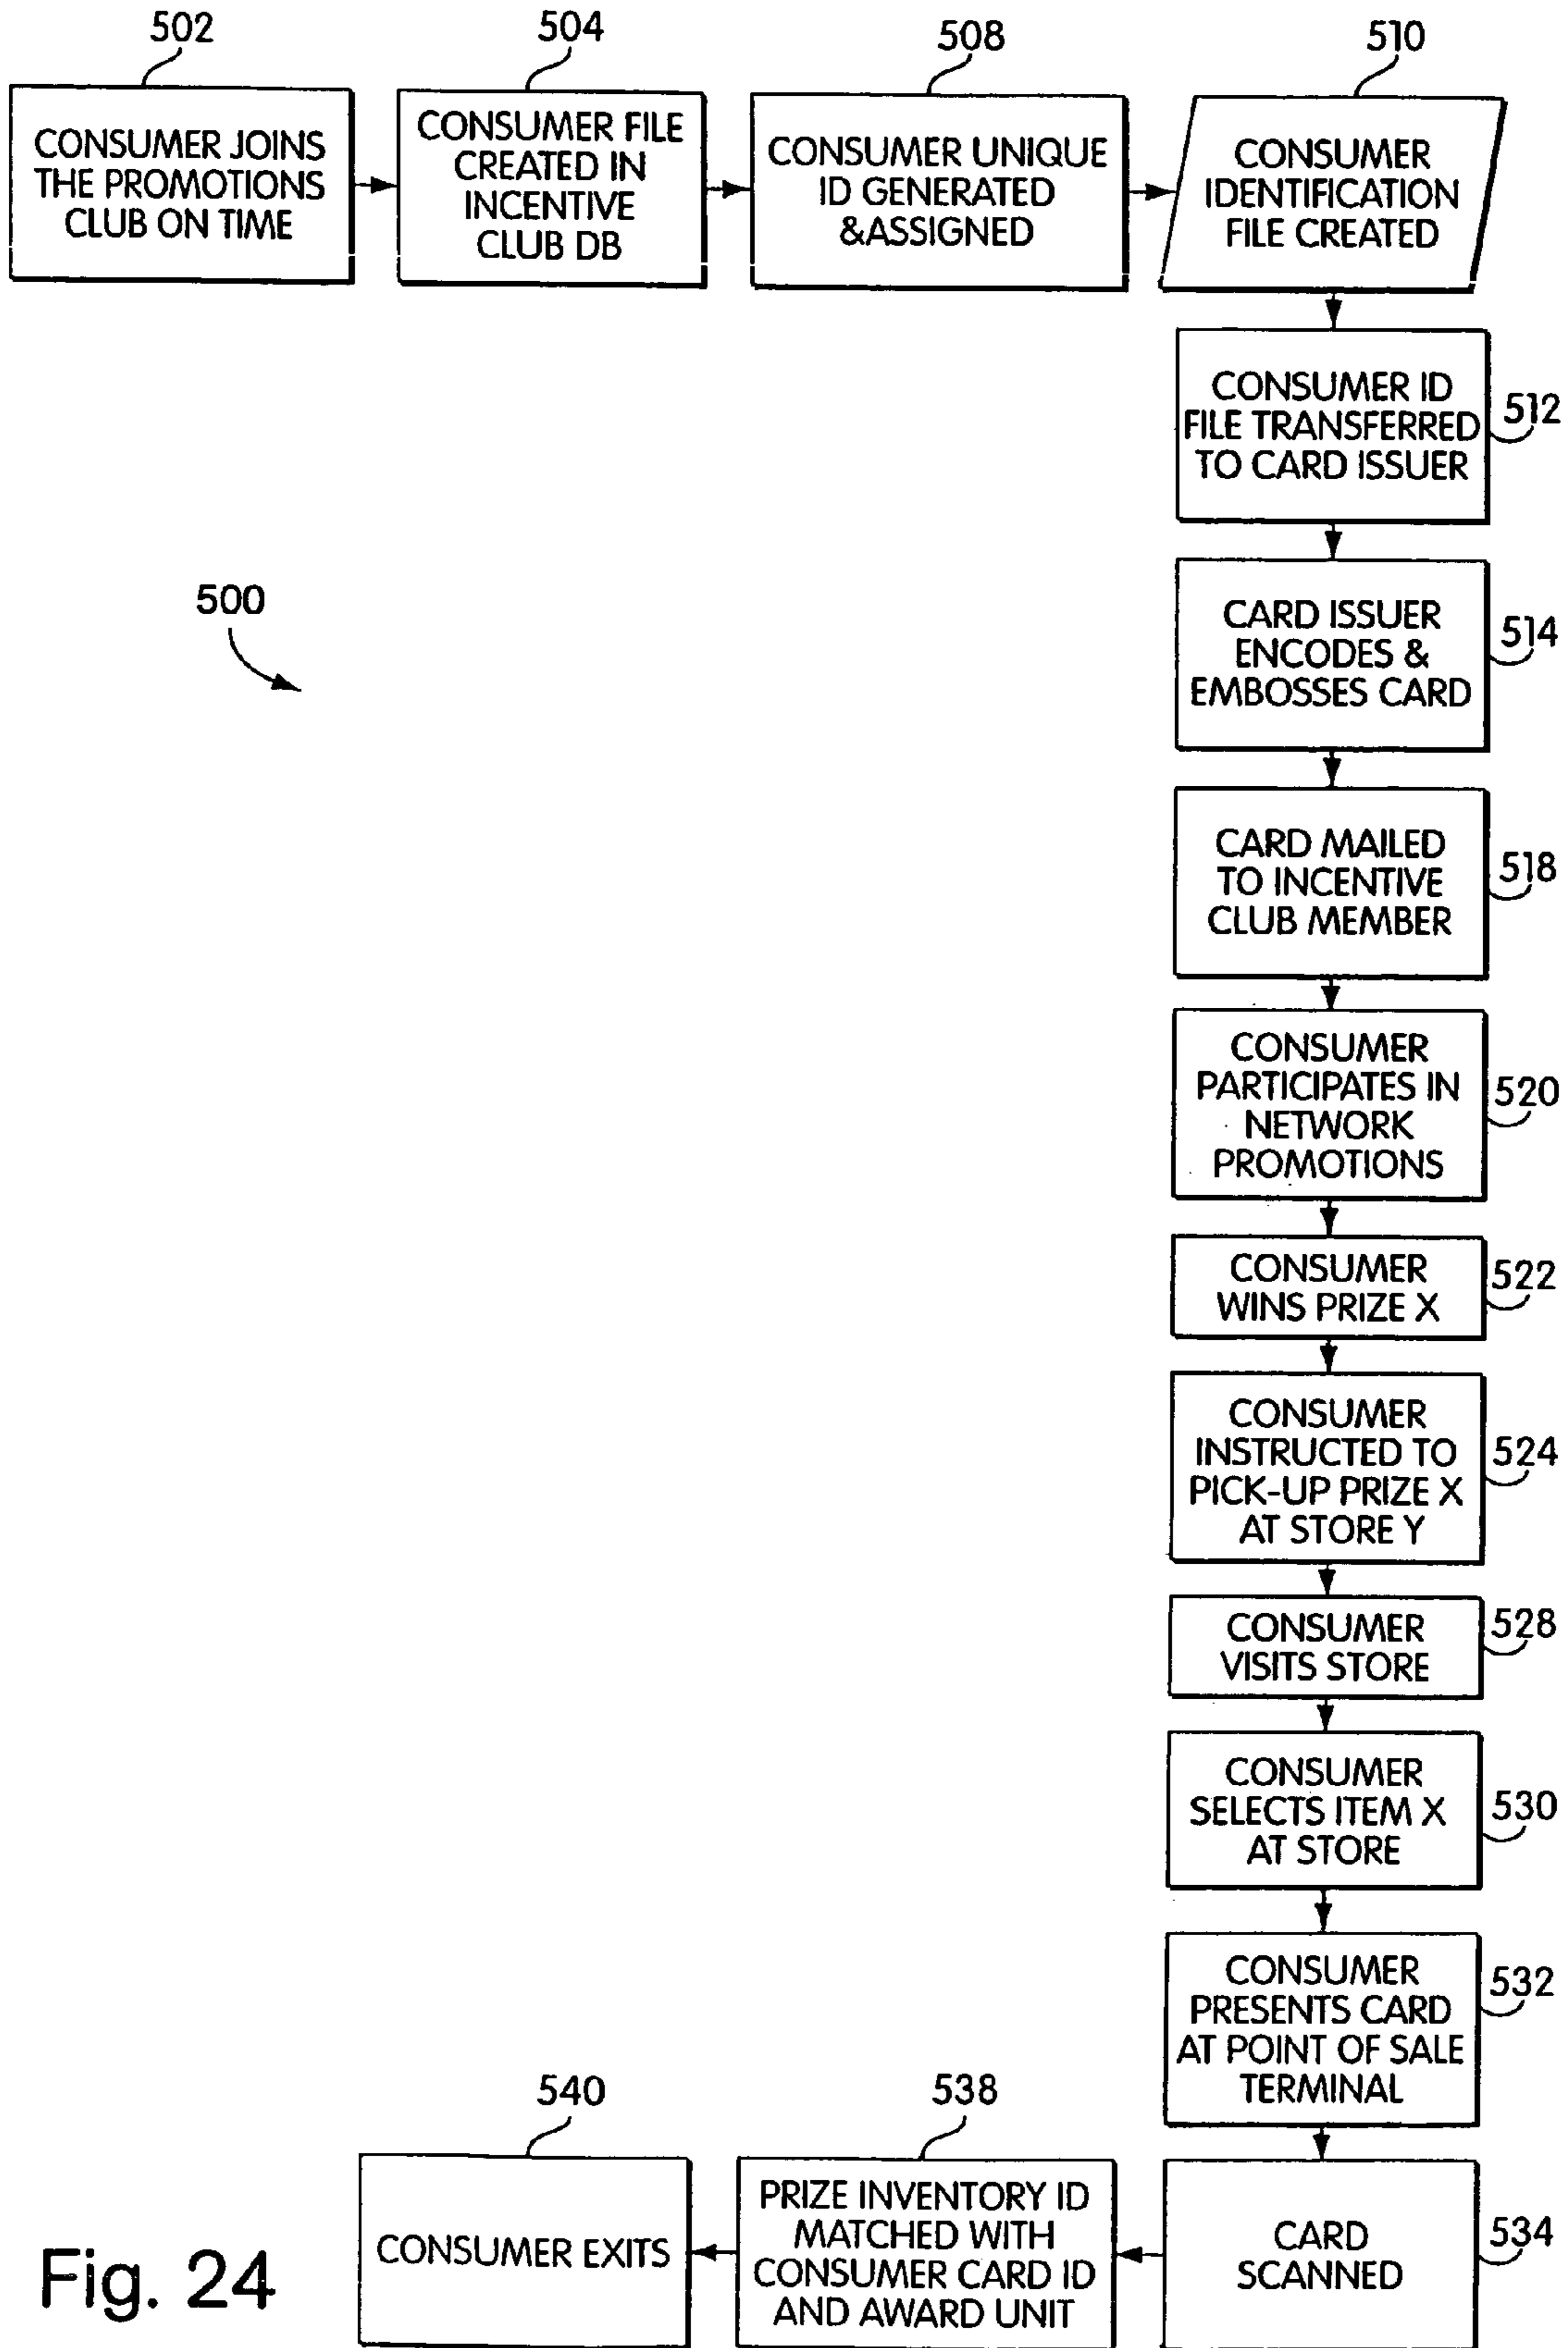 502
CONSUMER JOINS
THE PROMOTIONS
CLUB ON TIME
504
CONSUMER FILE
CREATED IN
INCENTIVE
CLUB DB
508
CONSUMER UNIQUE
ID GENERATED
&ASSIGNED
510
CONSUMER
IDENTIFICATION
FILE CREATED
CONSUMER ID
FILE TRANSFERRED
TO CARD ISSUER
512
500
CARD ISSUER
ENCODES &
EMBOSSES CARD
514
CARD MAILED
TO INCENTIVE
CLUB MEMBER
518
CONSUMER
PARTICIPATES IN
NETWORK
PROMOTIONS
520
CONSUMER
WINS PRIZE X
522
CONSUMER
INSTRUCTED TO
PICK-UP PRIZE X
AT STORE Y
524
CONSUMER
VISITS STORE
528
CONSUMER
SELECTS ITEM X
AT STORE
530
CONSUMER
PRESENTS CARD
AT POINT OF SALE
TERMINAL
532
CARD
SCANNED
534
538
PRIZE INVENTORY ID
MATCHED WITH
CONSUMER CARD ID
AND AWARD UNIT
540
CONSUMER EXITS
Fig. 24